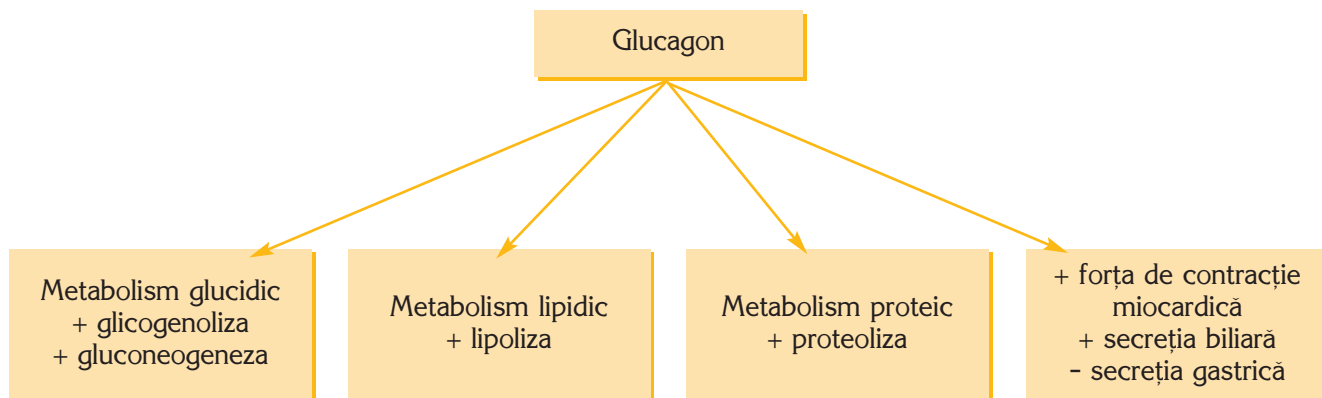 Glucagon
Metabolism glucidic
+ glicogenoliza
+ gluconeogeneza
Metabolism lipidic
+ lipoliza
Metabolism proteic
+ proteoliza
+ forța de contracție
miocardică
+ secreția biliară
- secreția gastrică